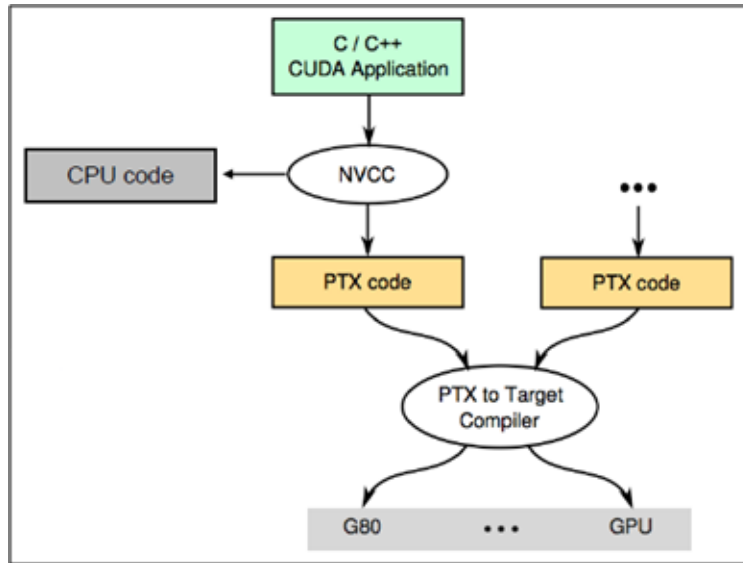 C / C++
CUDA Application
CPU code
NVCC
•••
PTX code
PTX code
PTX to Target
Compiler
G80 ••• GPU